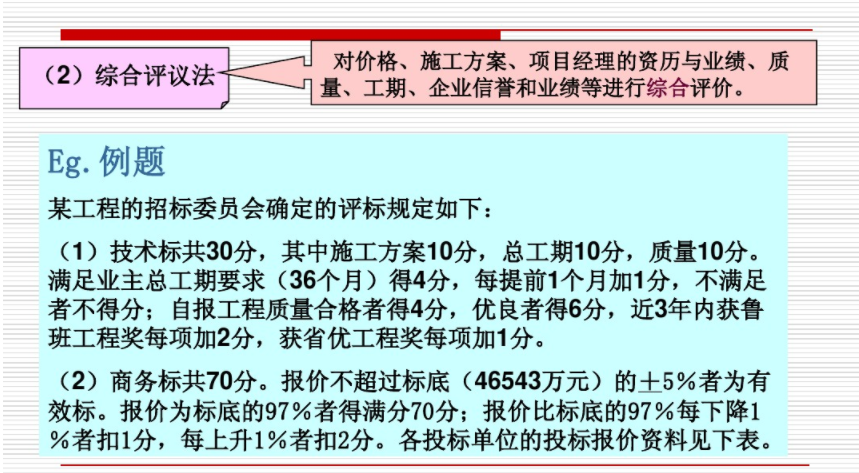 （2）综合评议法
对价格、施工方案、项目经理的资历与业绩、质
量、工期、企业信誉和业绩等进行综合评价。
Eg. 例题
某工程的招标委员会确定的评标规定如下：
（1）技术标共30分，其中施工方案10分，总工期10分，质量10分。
满足业主总工期要求（36个月）得4分，每提前1个月加1分，不满足
者不得分；自报工程质量合格者得4分，优良者得6分，近3年内获鲁
班工程奖每项加2分，获省优工程奖每项加1分。
（2）商务标共70分。报价不超过标底（46543万元）的±5%者为有
效标。报价为标底的97%者得满分70分；报价比标底的97%每下降1
%者扣1分，每上升1%者扣2分。各投标单位的投标报价资料见下表。